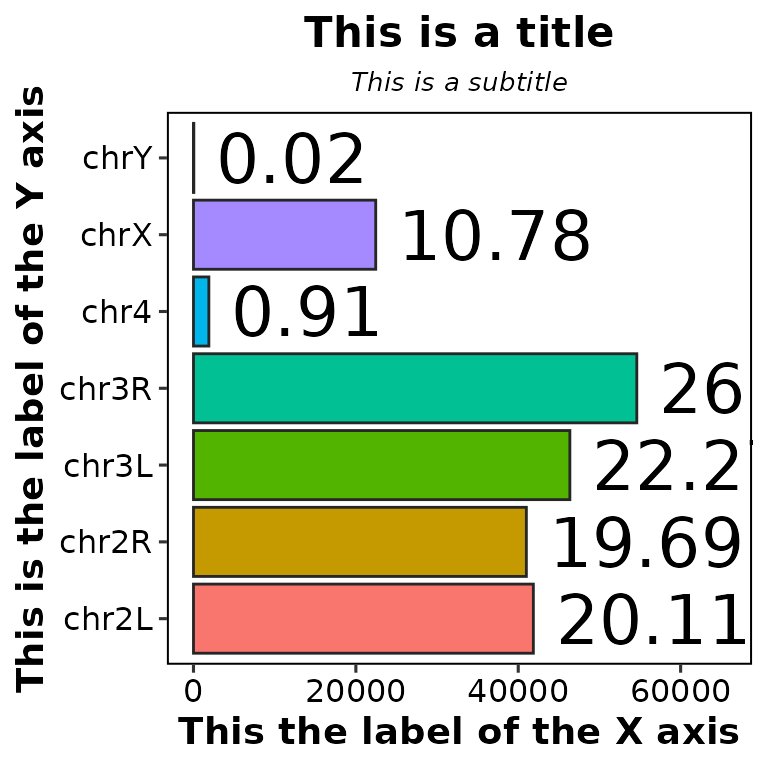 This is a title
This is a subtitle
This is the label of the Y axis
chrY 0.02
chrX 10.78
chr4 0.91
chr3R 26
chr3L 22.2
chr2R 19.69
chr2L 20.11
0 20000 40000 60000
This the label of the X axis